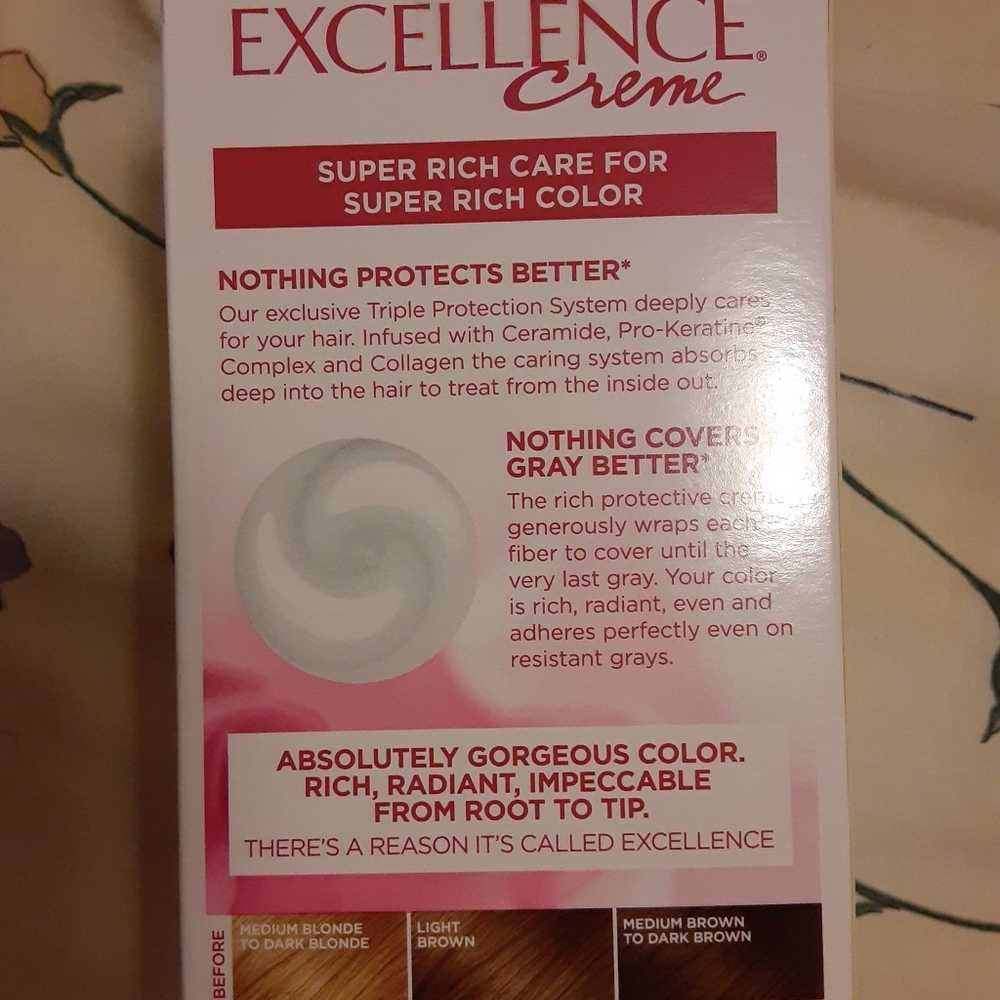 EXCELLENCE®
Creme
SUPER RICH CARE FOR
SUPER RICH COLOR
NOTHING PROTECTS BETTER*
Our exclusive Triple Protection System deeply cares
for your hair. Infused with Ceramide, Pro-Keratine®
Complex and Collagen the caring system absorbs
deep into the hair to treat from the inside out.
NOTHING COVERS
GRAY BETTER*
The rich protective
generously wraps each
fiber to cover until the
very last gray. Your color
is rich, radiant, even and
adheres perfectly even on
resistant grays.
ABSOLUTELY GORGEOUS COLOR.
RICH, RADIANT, IMPECCABLE
FROM ROOT TO TIP.
THERE'S A REASON IT'S CALLED EXCELLENCE
BEFORE
MEDIUM BLONDE
TO DARK BLONDE
LIGHT
BROWN
MEDIUM BROWN
TO DARK BROWN